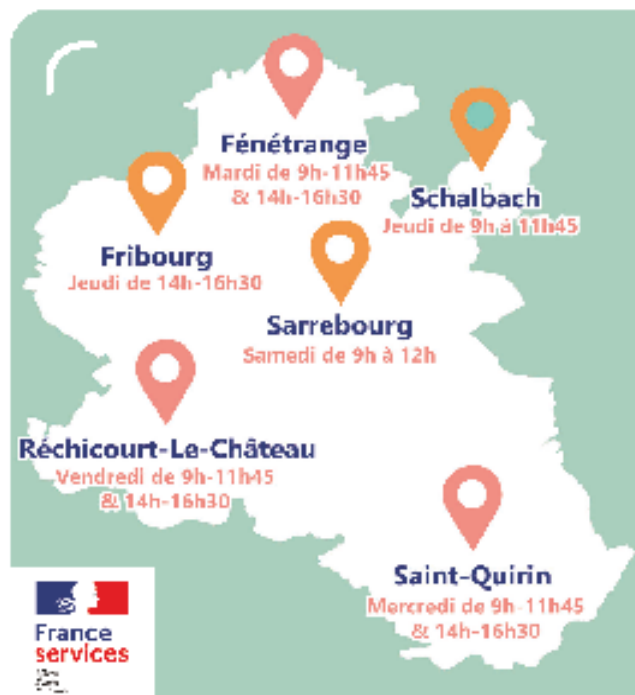 Fénétrange
Mardi de 9h-11h45
& 14h-16h30
Schalbach
Jeudi de 9h à 11h45
Fribourg
Jeudi de 14h-16h30
Sarrebourg
Samedi de 9h à 12h
Réchicourt-Le-Château
Vendredi de 9h-11h45
& 14h-16h30
Saint-Quirin
Mercredi de 9h-11h45
& 14h-16h30
France
services